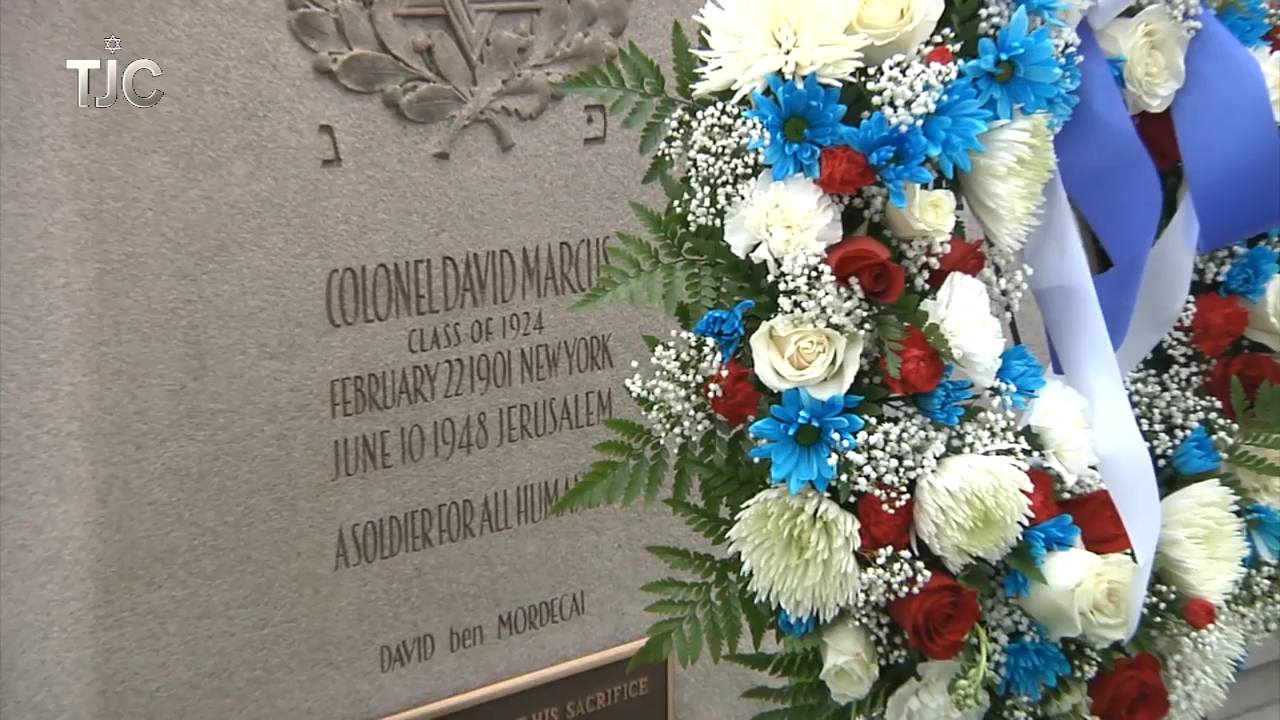 TJC
נ פ
COLONEL DAVID MARCUS
CLASS OF 1924
FEBRUARY 22 1901 NEW YORK
JUNE 10 1948 JERUSALEM
A SOLDIER FOR ALL
DAVID ben MORDECAI
HIS SACRIFICE